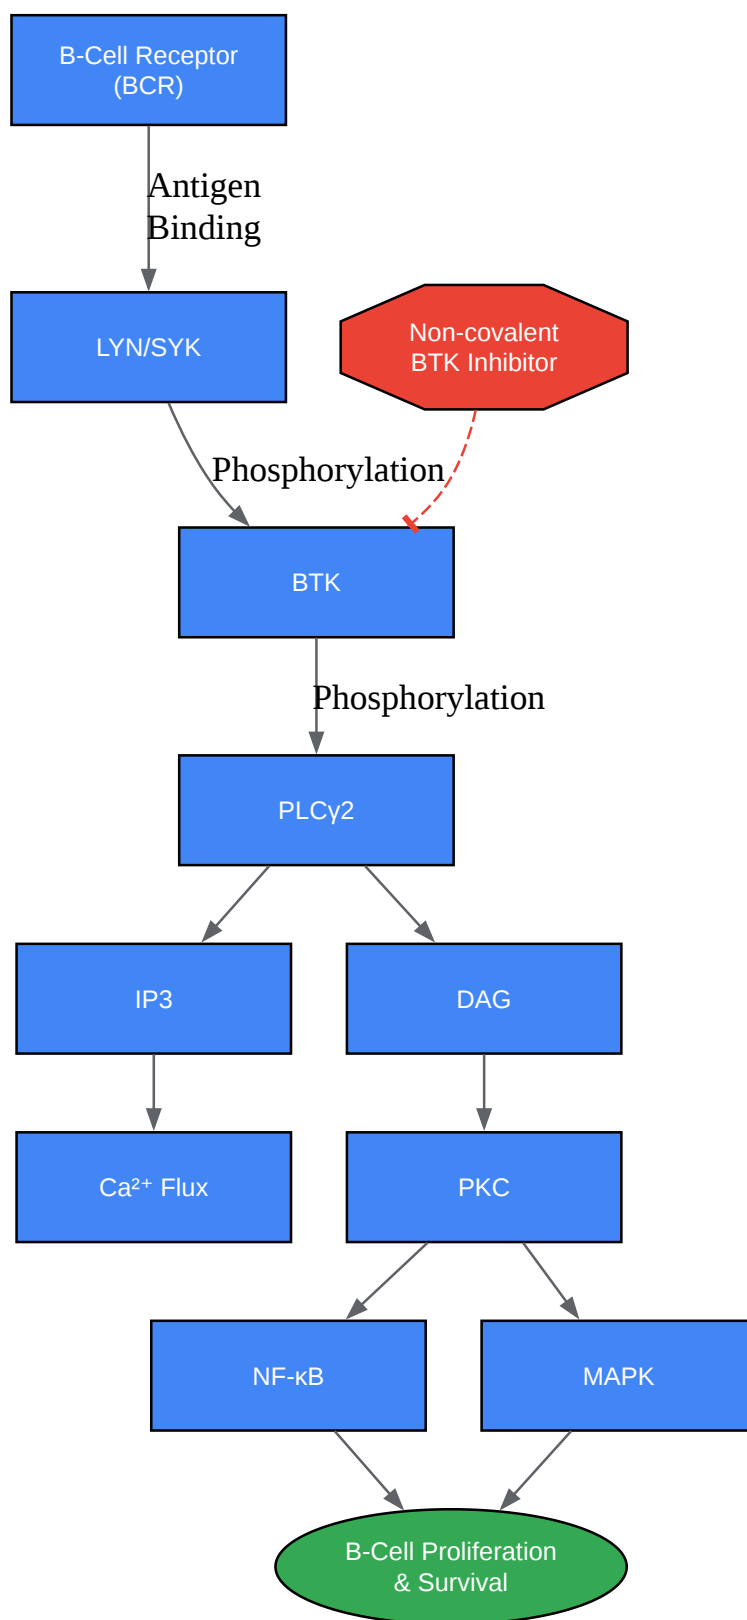 B-Cell Receptor
(BCR)
Antigen
Binding
LYN/SYK
Non-covalent
BTK Inhibitor
Phosphorylation
BTK
Phosphorylation
PLCγ2
IP3
DAG
Ca²⁺ Flux
PKC
NF-κB
MAPK
B-Cell Proliferation
& Survival